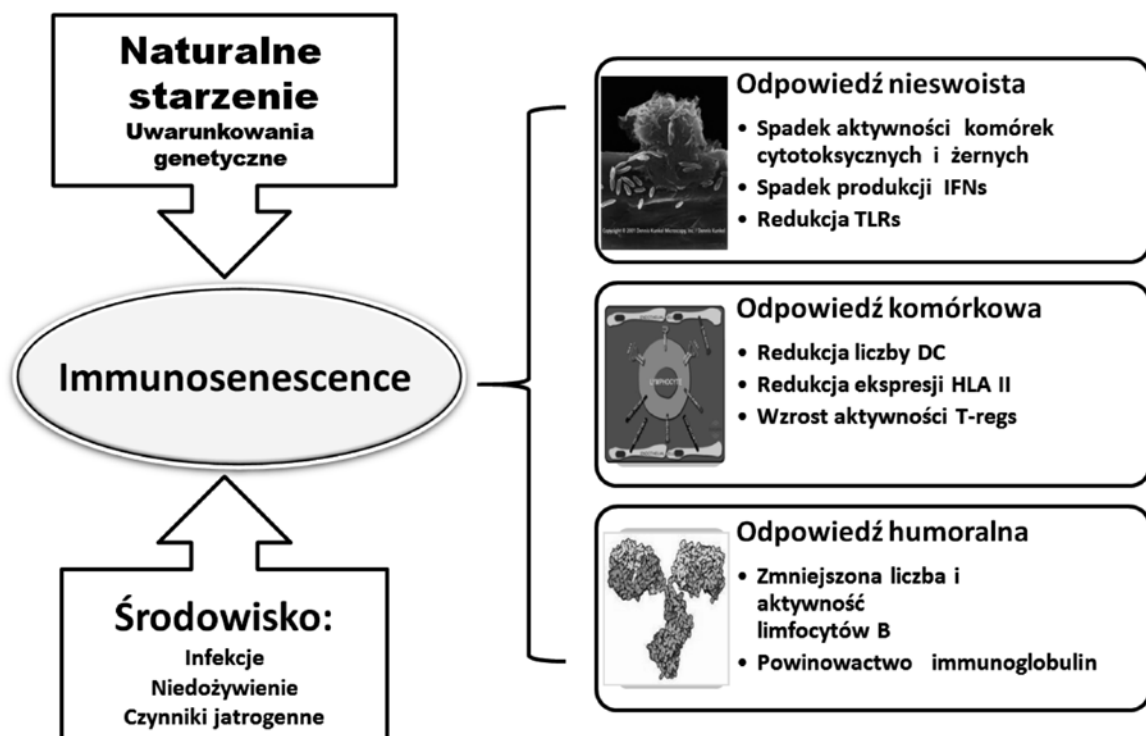 Naturalne
starzenie
Uwarunkowania
genetyczne
Immunosenescence
Środowisko:
Infekcje
Niedożywienie
Czynniki jatrogenne
Odpowiedź nieswoista
• Spadek aktywności komórek
cytotoksycznych i żernych
• Spadek produkcji IFNs
• Redukcja TLRs
Odpowiedź komórkowa
• Redukcja liczby DC
• Redukcja ekspresji HLA II
• Wzrost aktywności T-regs
LYMPHOCYTE
Odpowiedź humoralna
• Zmniejszona liczba i
aktywność
limfocytów B
• Powinowactwo immunoglobulin